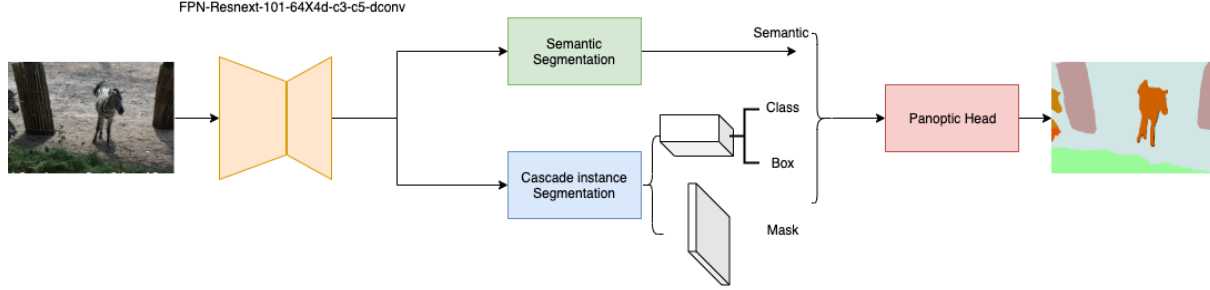 FPN-Resnext-101-64X4d-c3-c5-dconv
Semantic
Segmentation
Semantic
Class
Box
Cascade instance
Segmentation
Mask
Panoptic Head